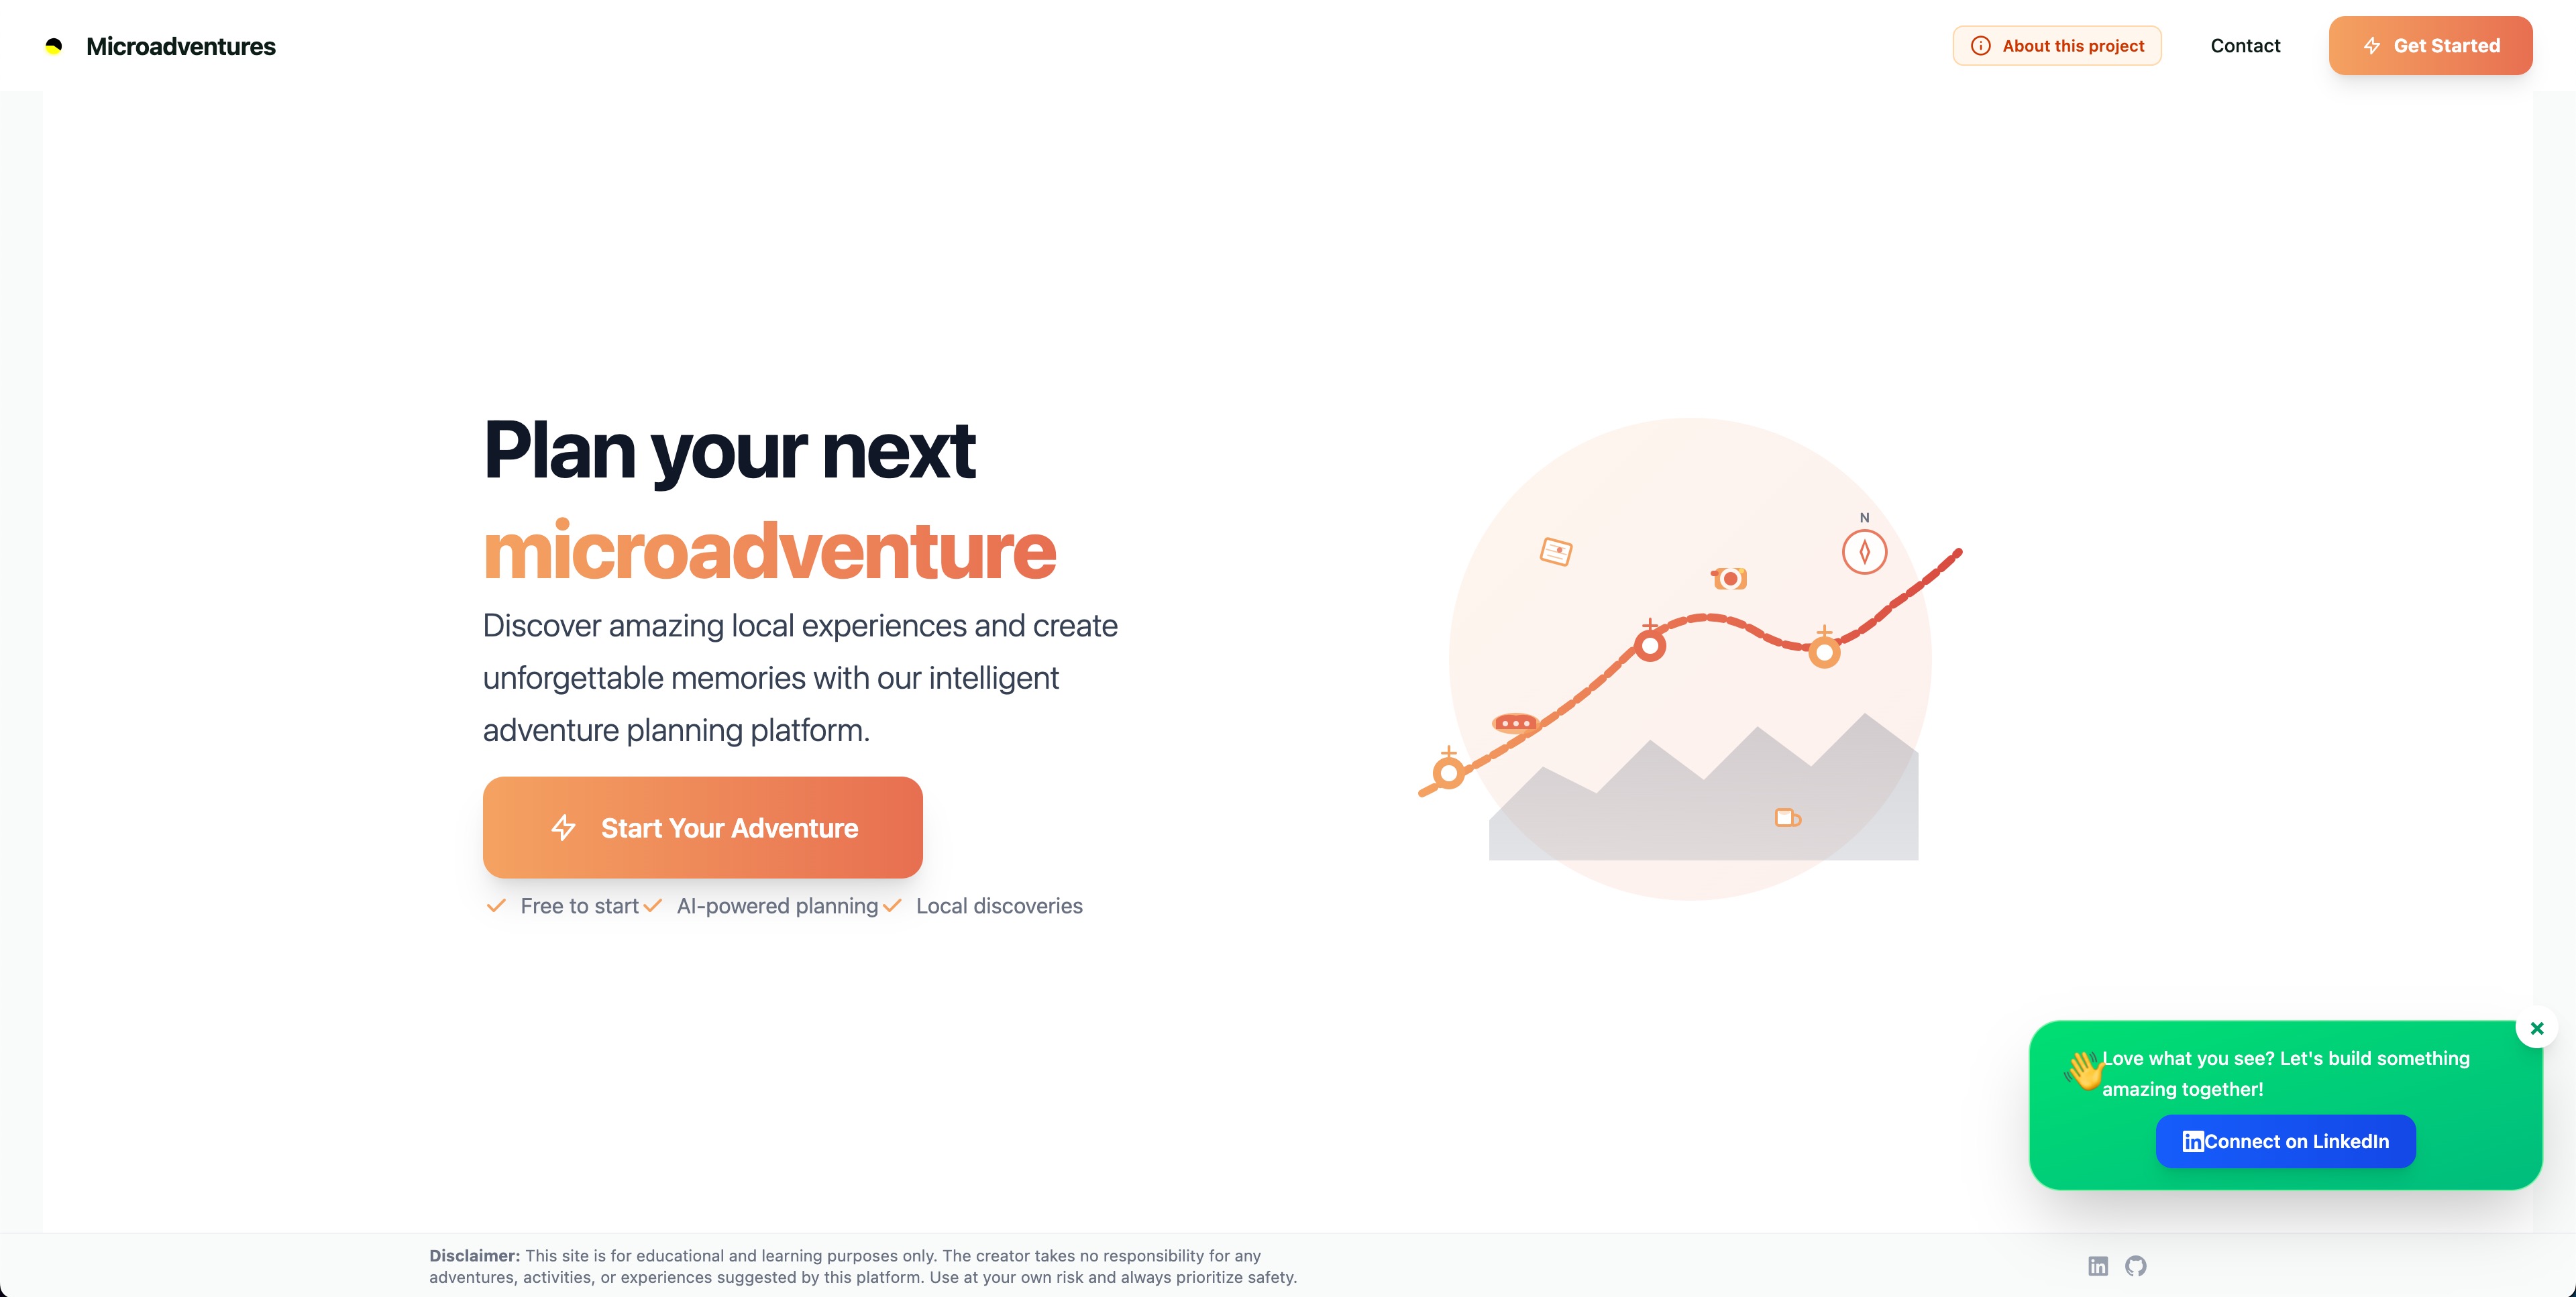 Microadventures
About this project
Contact
Get Started
Plan your next
microadventure
Discover amazing local experiences and create
unforgettable memories with our intelligent
adventure planning platform.
Start Your Adventure
Free to start AI-powered planning Local discoveries
N
Love what you see? Let's build something
amazing together!
Connect on LinkedIn
Disclaimer: This site is for educational and learning purposes only. The creator takes no responsibility for any
adventures, activities, or experiences suggested by this platform. Use at your own risk and always prioritize safety.